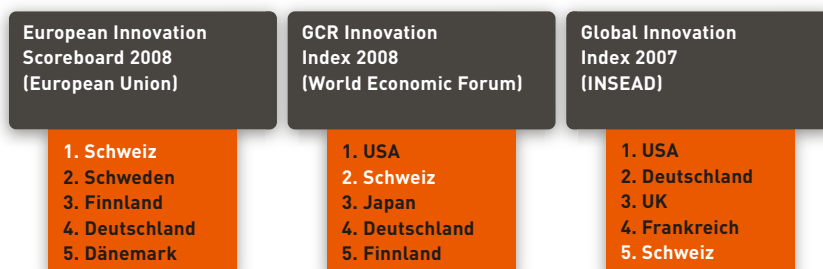 European Innovation
Scoreboard 2008
(European Union)
1. Schweiz
2. Schweden
3. Finnland
4. Deutschland
5. Dänemark
GCR Innovation
Index 2008
(World Economic Forum)
1. USA
2. Schweiz
3. Japan
4. Deutschland
5. Finnland
Global Innovation
Index 2007
(INSEAD)
1. USA
2. Deutschland
3. UK
4. Frankreich
5. Schweiz